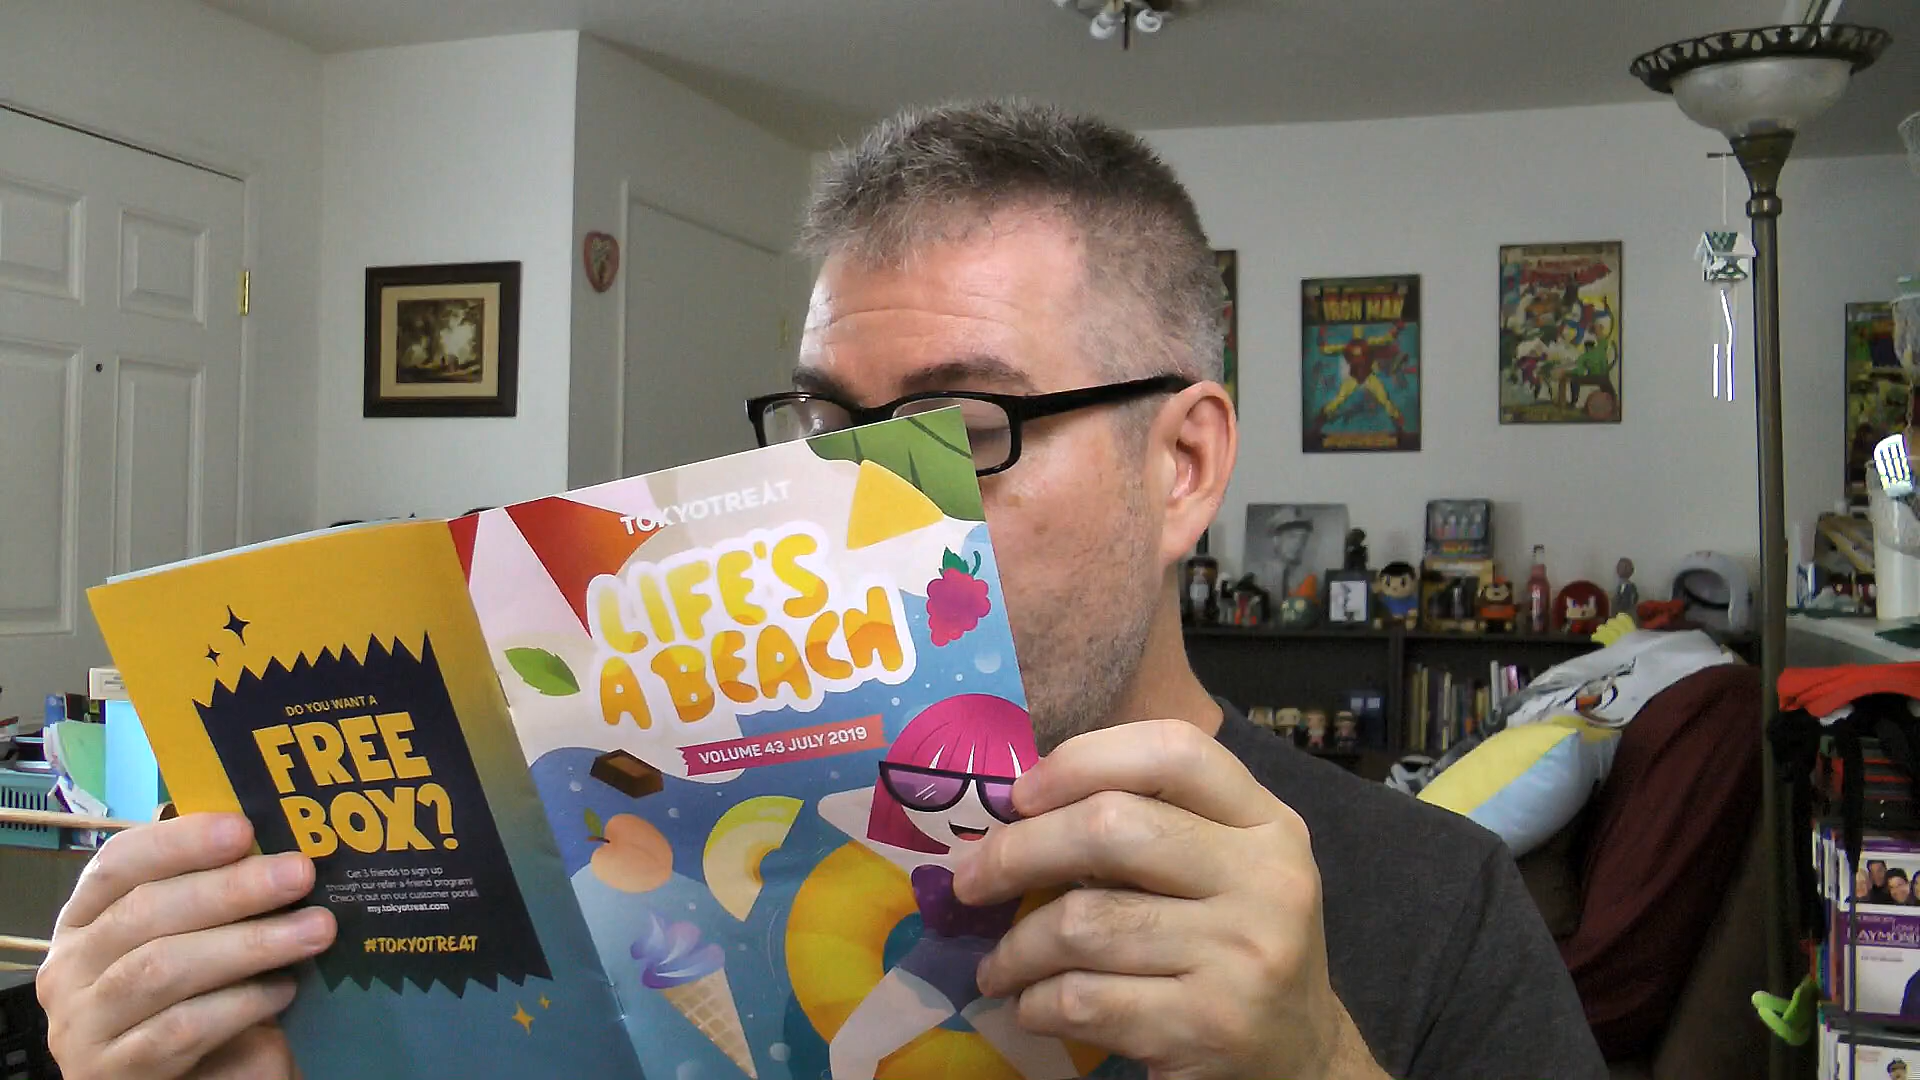 DO YOU WANT A
FREE
BOX?
Get 3 friends to sign up
through our refer a friend program!
Check it out on our customer portal
my.tokyotreat.com
#TOKYOTREAT
TOKYOTREAT
LIFE'S
A BEACH
VOLUME 43 JULY 2019
IRON MAN
RAYMOND